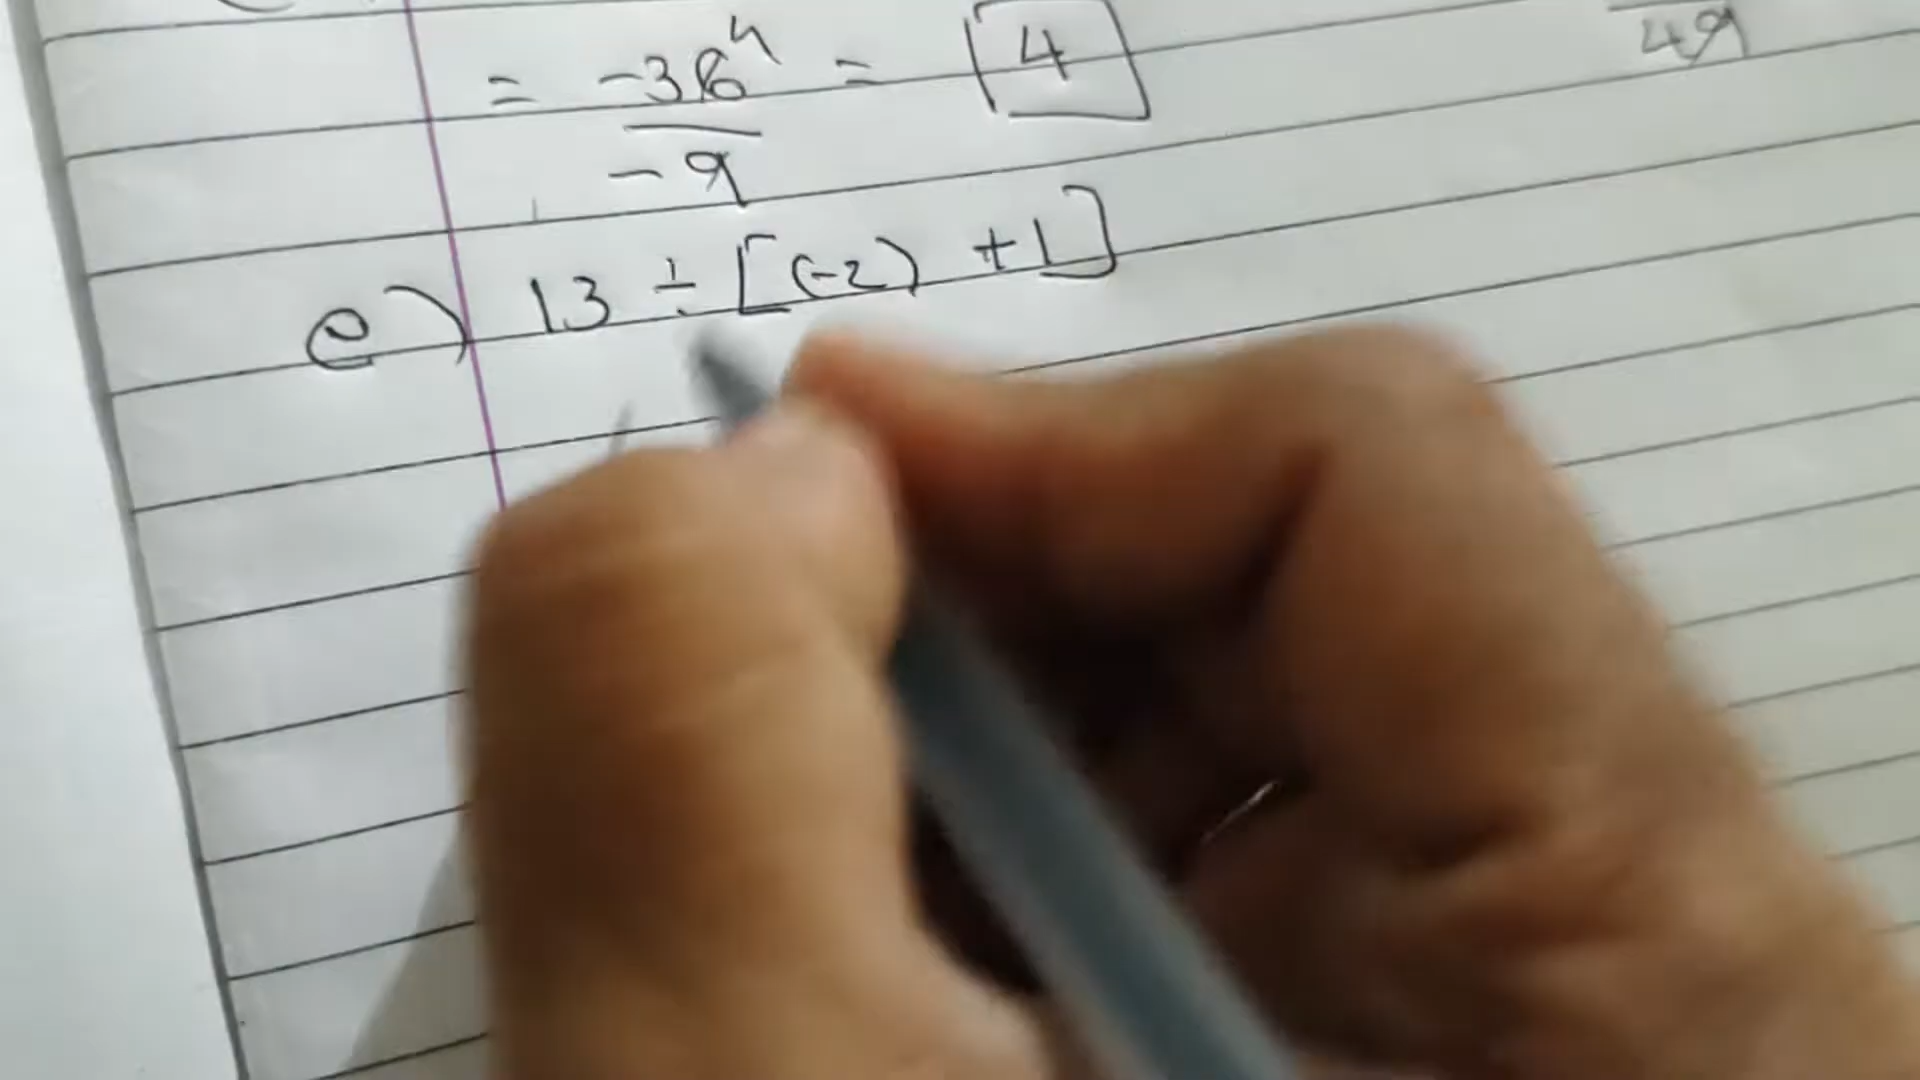 49
= -36⁴ = 4
-9
e) 13 ÷ [(-2) +1]